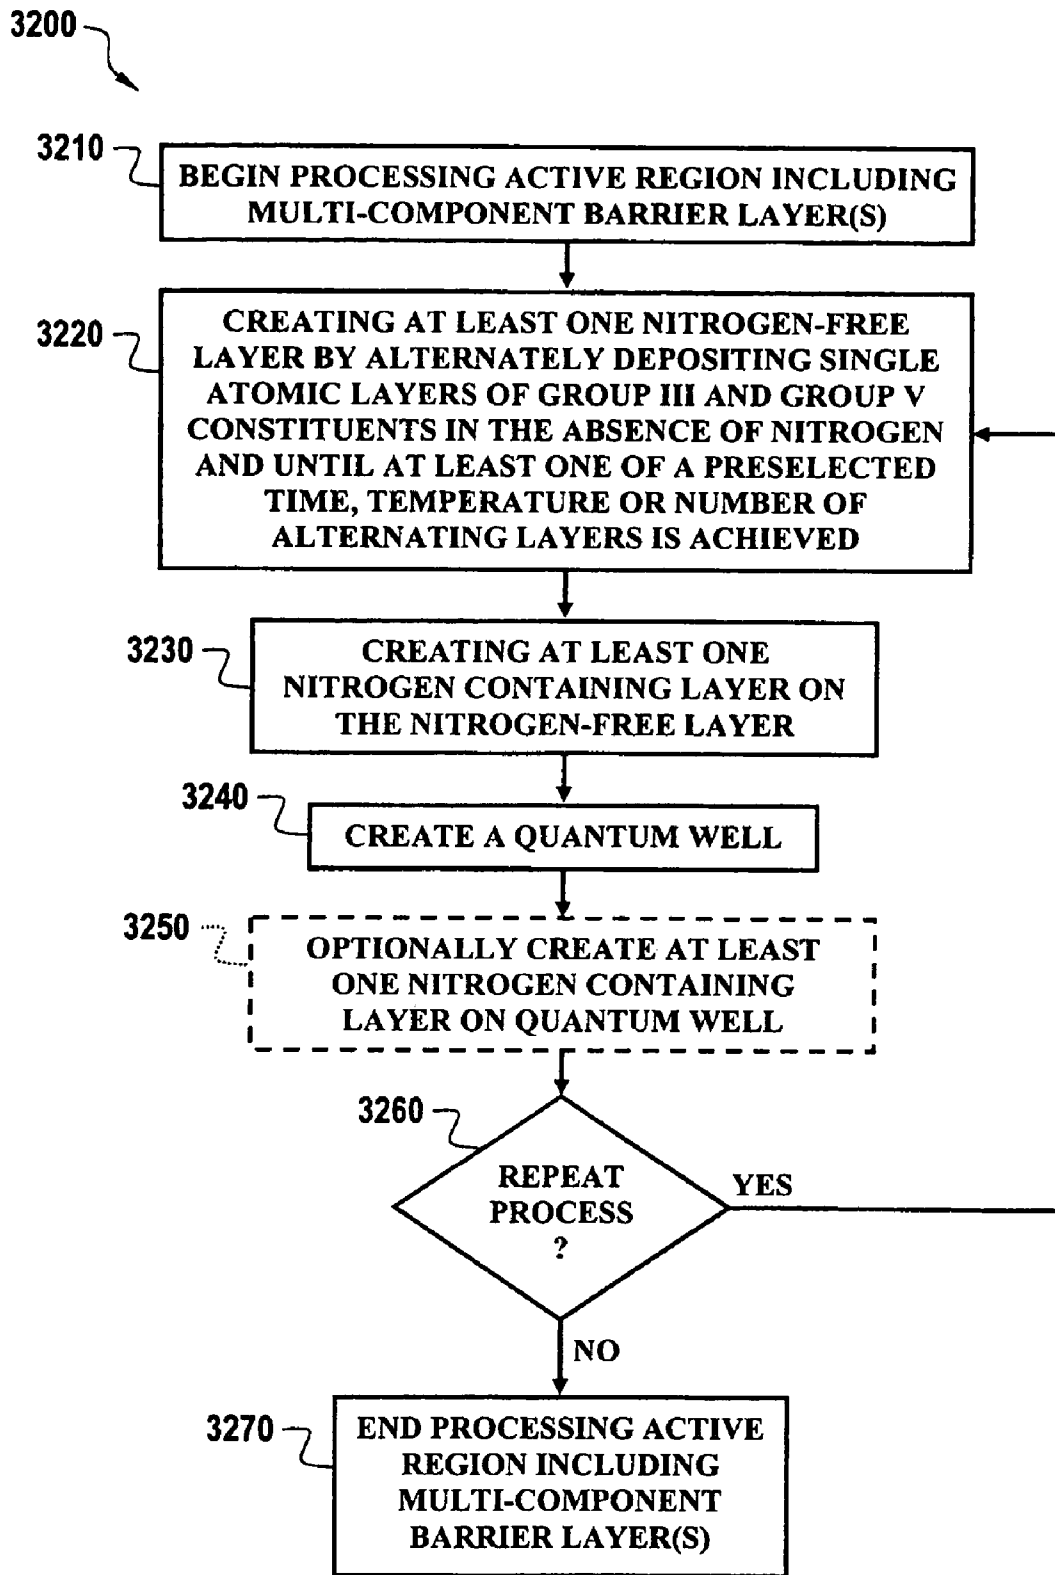 3200
3210
BEGIN PROCESSING ACTIVE REGION INCLUDING
MULTI-COMPONENT BARRIER LAYER(S)
3220
CREATING AT LEAST ONE NITROGEN-FREE
LAYER BY ALTERNATELY DEPOSITING SINGLE
ATOMIC LAYERS OF GROUP III AND GROUP V
CONSTITUENTS IN THE ABSENCE OF NITROGEN
AND UNTIL AT LEAST ONE OF A PRESELECTED
TIME, TEMPERATURE OR NUMBER OF
ALTERNATING LAYERS IS ACHIEVED
3230
CREATING AT LEAST ONE
NITROGEN CONTAINING LAYER ON
THE NITROGEN-FREE LAYER
3240
CREATE A QUANTUM WELL
3250
OPTIONALLY CREATE AT LEAST
ONE NITROGEN CONTAINING
LAYER ON QUANTUM WELL
3260
REPEAT
PROCESS
?
YES
NO
3270
END PROCESSING ACTIVE
REGION INCLUDING
MULTI-COMPONENT
BARRIER LAYER(S)